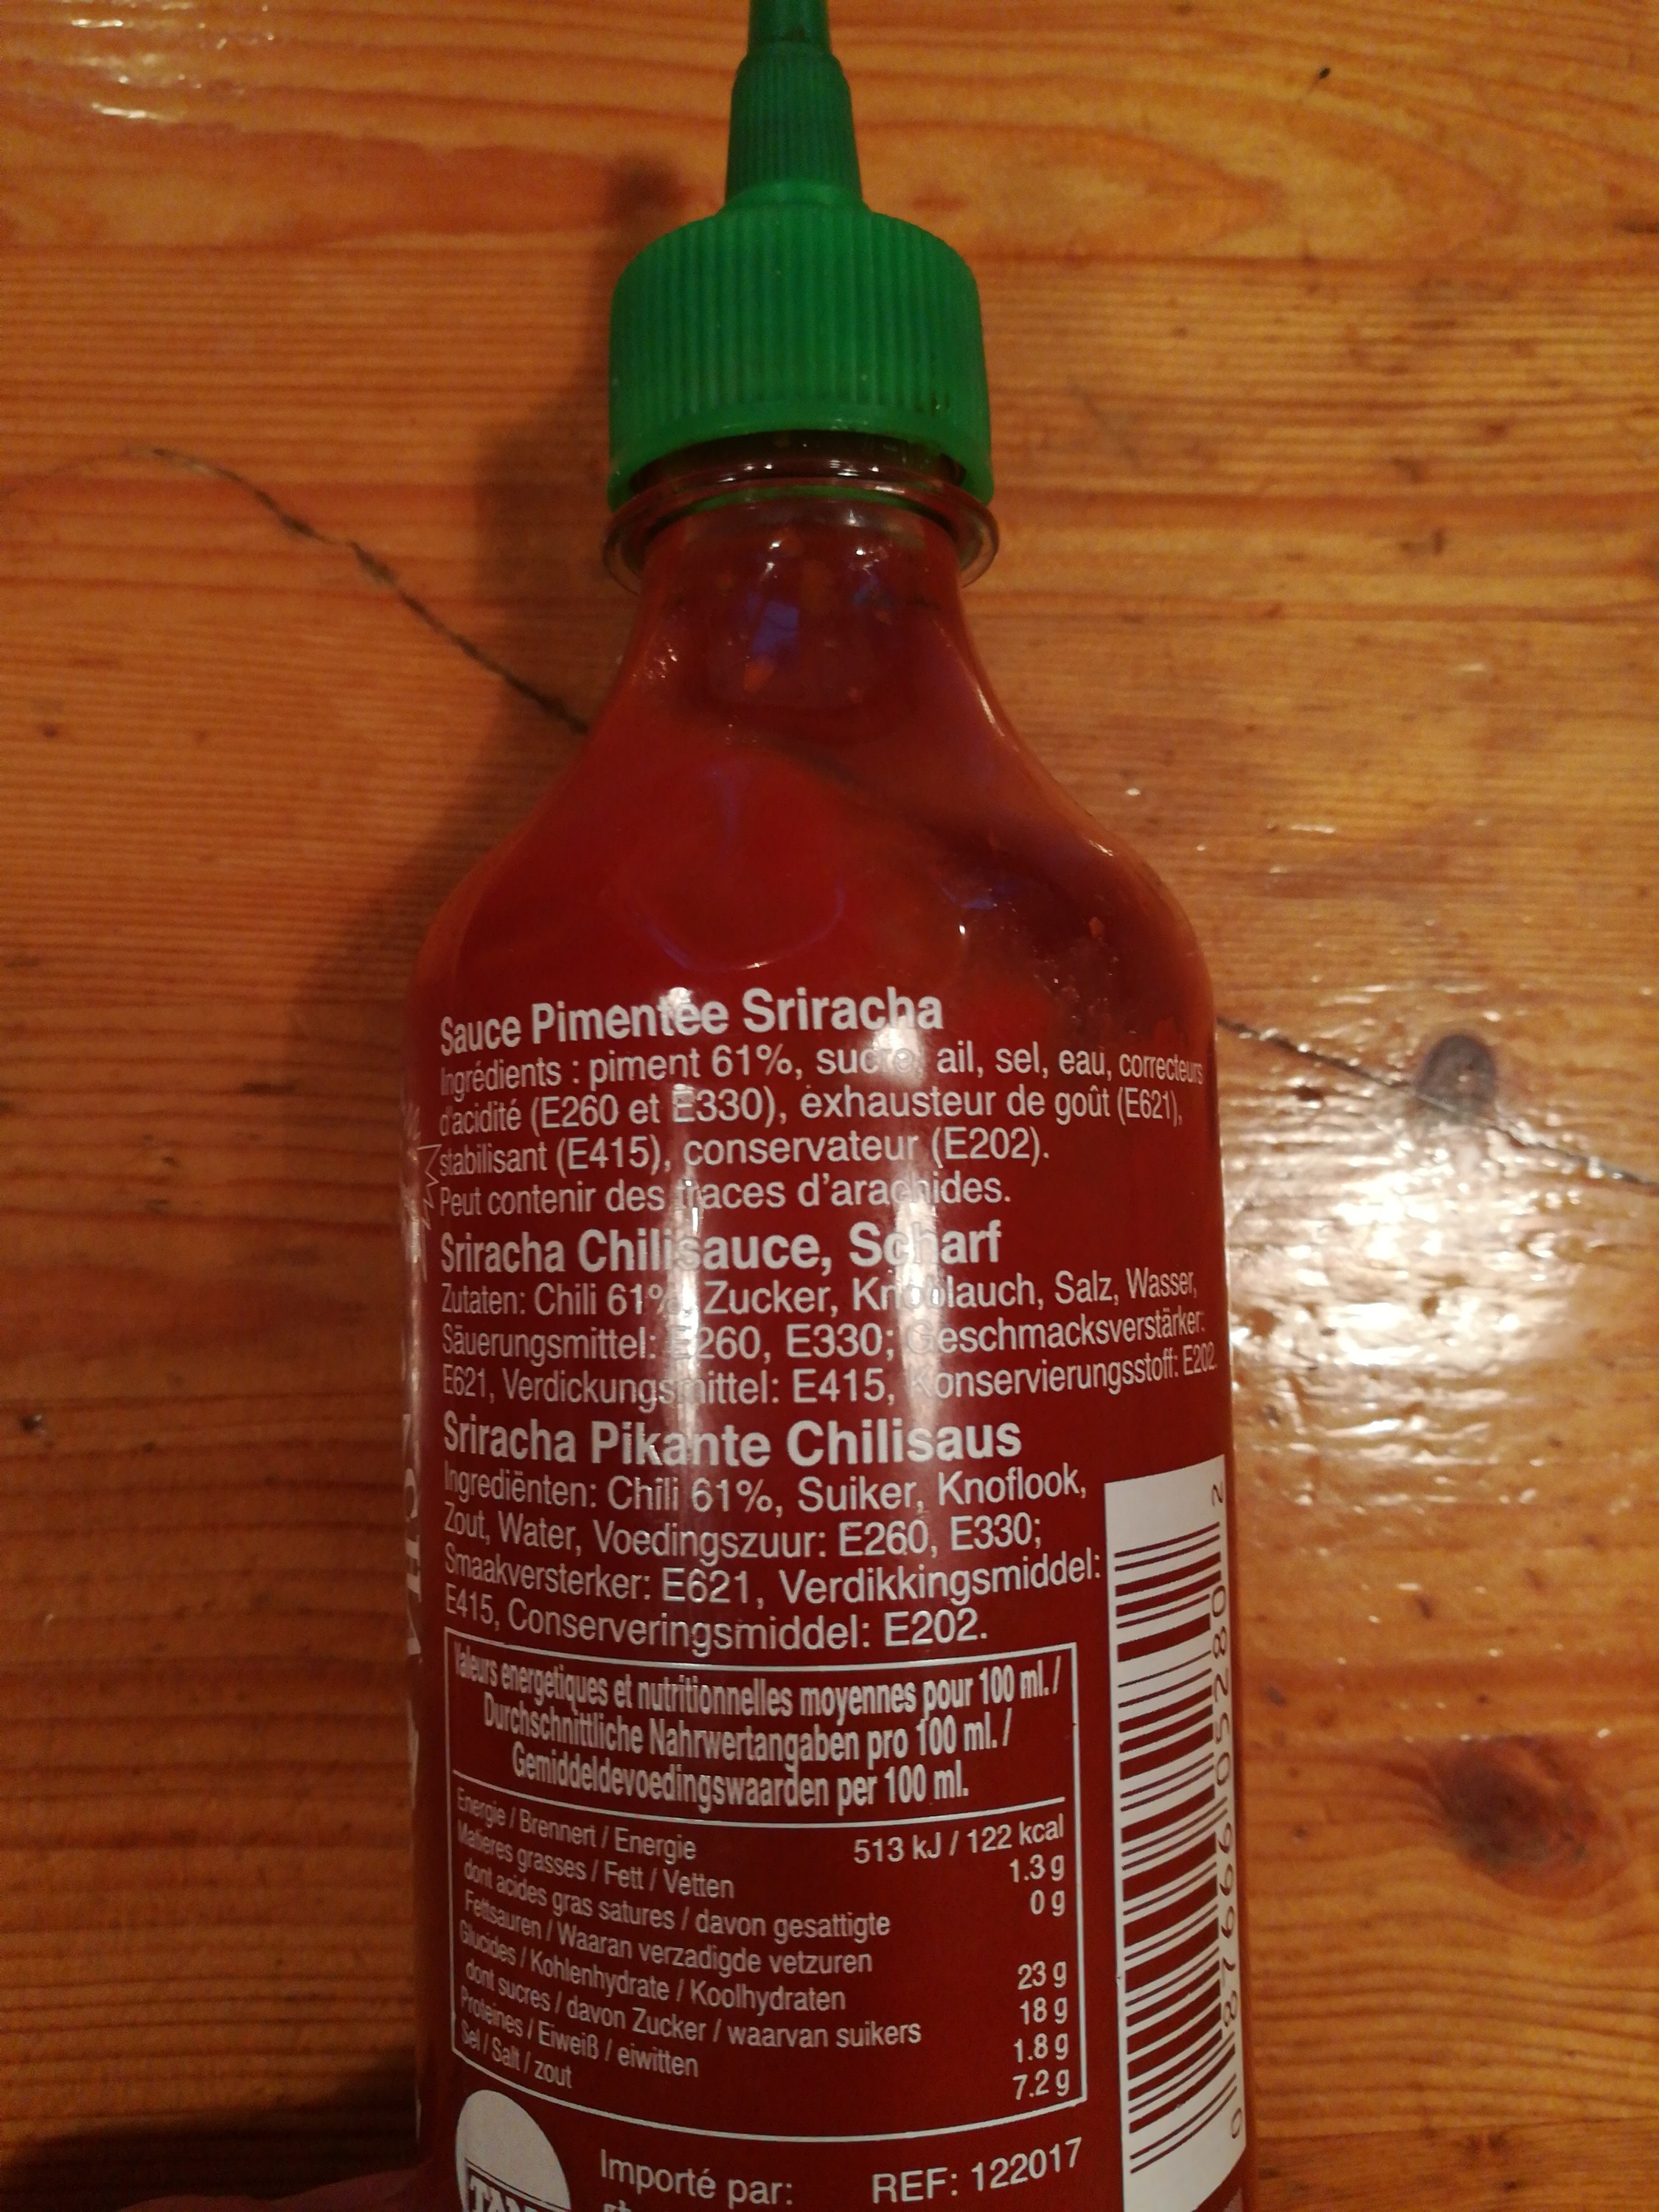 Sauce Pimentée Sriracha
Ingrédients : piment 61%, sucre, ail, sel, eau, correcteurs
d'acidité (E260 et E330), exhausteur de goût (E621),
stabilisant (E415), conservateur (E202).
Peut contenir des traces d'arachides.
Sriracha Chilisauce, Scharf
Zutaten: Chili 61%, Zucker, Knoblauch, Salz, Wasser,
Säuerungsmittel: E260, E330; Geschmacksverstärker:
E621, Verdickungsmittel: E415, Konservierungsstoff: E202.
Sriracha Pikante Chilisaus
Ingrediënten: Chili 61%, Suiker, Knoflook,
Zout, Water, Voedingszuur: E260, E330;
Smaakversterker: E621, Verdikkingsmiddel:
E415, Conserveringsmiddel: E202.
Valeurs energetiques et nutritionnelles moyennes pour 100 ml. /
Durchschnittliche Nahrwertangaben pro 100 ml. /
Gemiddeldevoedingswaarden per 100 ml.
Energie / Brennert / Energie 513 kJ / 122 kcal
Matieres grasses / Fett / Vetten 1.3 g
dont acides gras satures / davon gesattigte 0 g
Fettsauren / Waaran verzadigde vetzuren
Glucides / Kohlenhydrate / Koolhydraten 23 g
dont sucres / davon Zucker / waarvan suikers 18 g
Proteines / Eiweiß / eiwitten 1.8 g
Sel / Salt / zout 7.2 g
Importé par: REF: 122017